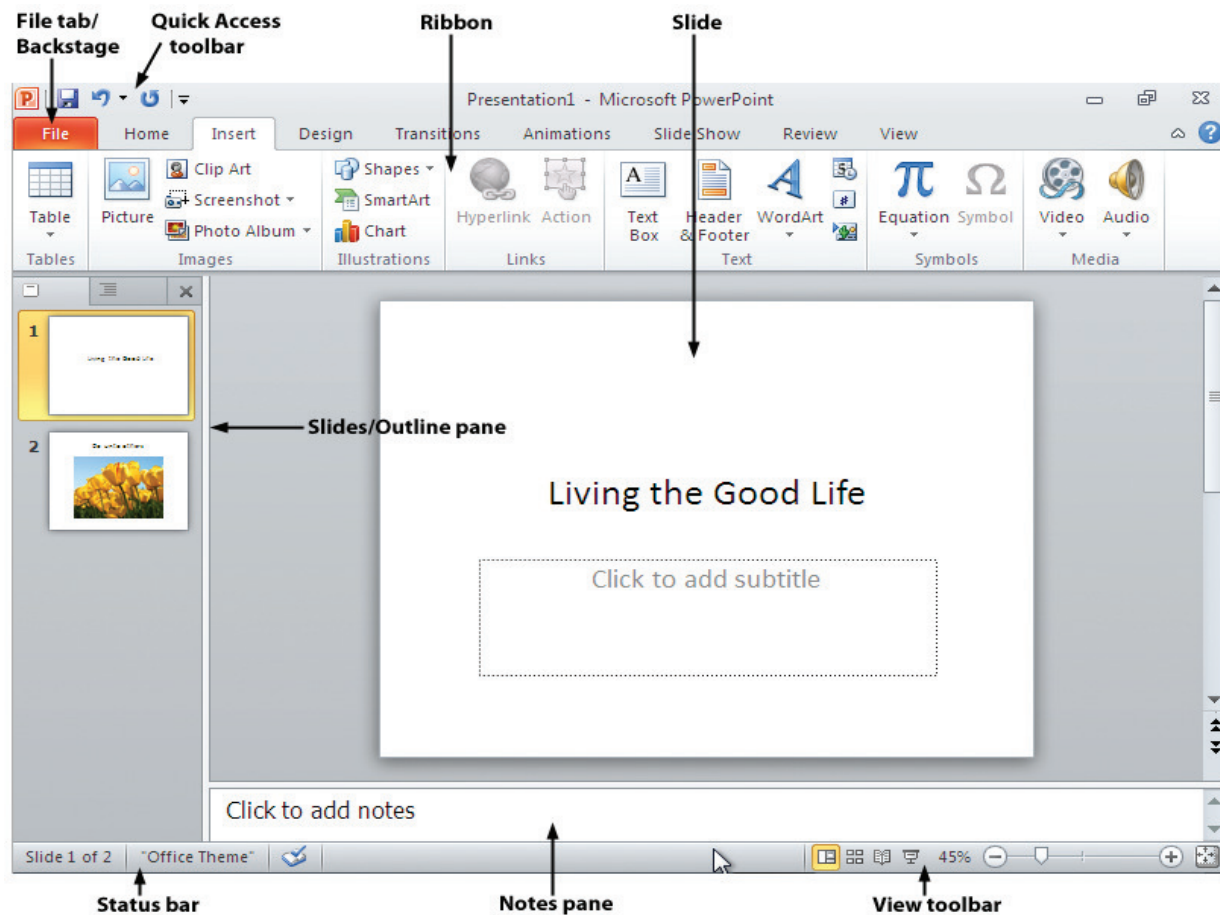 File tab/ Quick Access Ribbon Slide
Backstage toolbar
Presentation1 - Microsoft PowerPoint
File Home Insert Design Transitions Animations Slide Show Review View
Table Picture Clip Art Screenshot Photo Album Shapes SmartArt Chart Hyperlink Action Text Box Header & Footer WordArt Equation Symbol Video Audio
Tables Images Illustrations Links Text Symbols Media
1
Living the Good Life
2
Slides/Outline pane
Living the Good Life
Click to add subtitle
Click to add notes
Slide 1 of 2 "Office Theme" 45%
Status bar Notes pane View toolbar